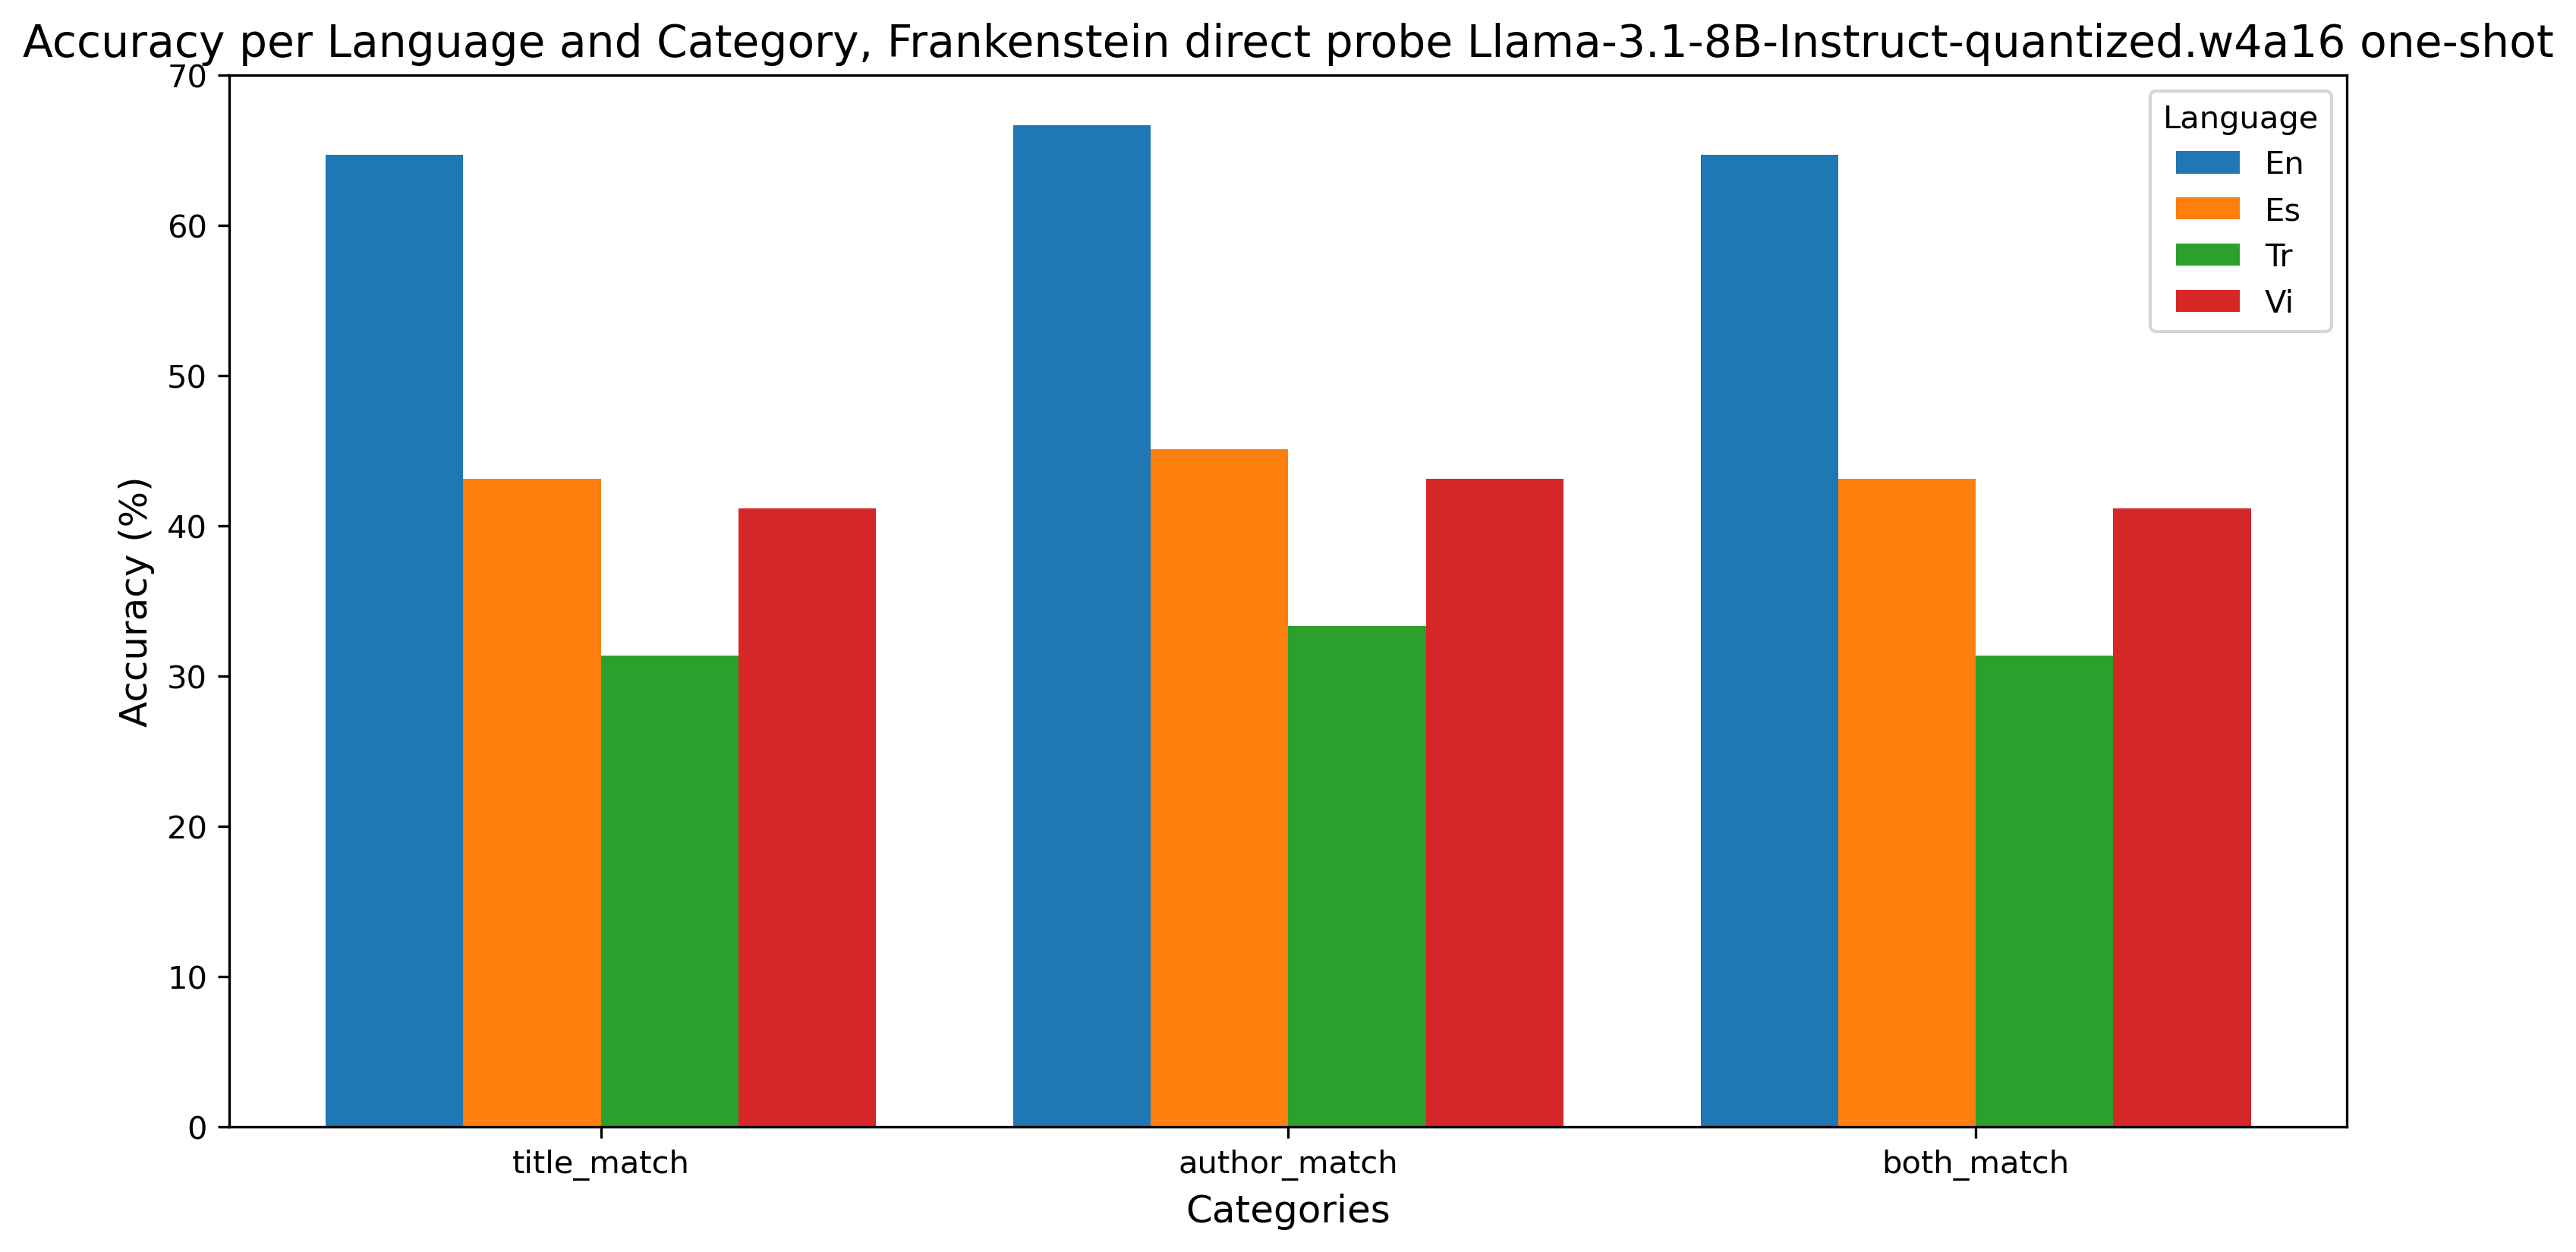 Accuracy per Language and Category, Frankenstein direct probe Llama-3.1-8B-Instruct-quantized.w4a16 one-shot
70
60
50
40
30
20
10
0
Accuracy (%)
Language
En
Es
Tr
Vi
title_match
author_match
both_match
Categories